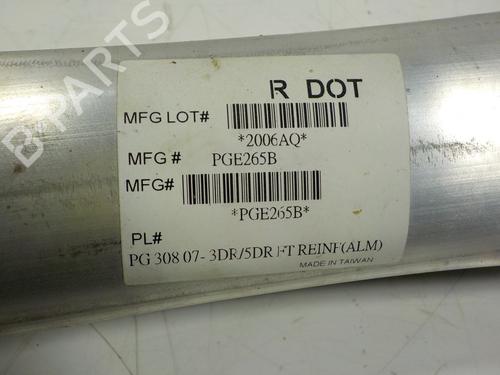 B-Parts
R DOT
MFG LOT#
*2006AQ*
MFG # PGE265B
MFG#
*PGE265B*
PL#
PG 308 07- 3DR/5DR FT REINF(ALM)
MADE IN TAIWAN